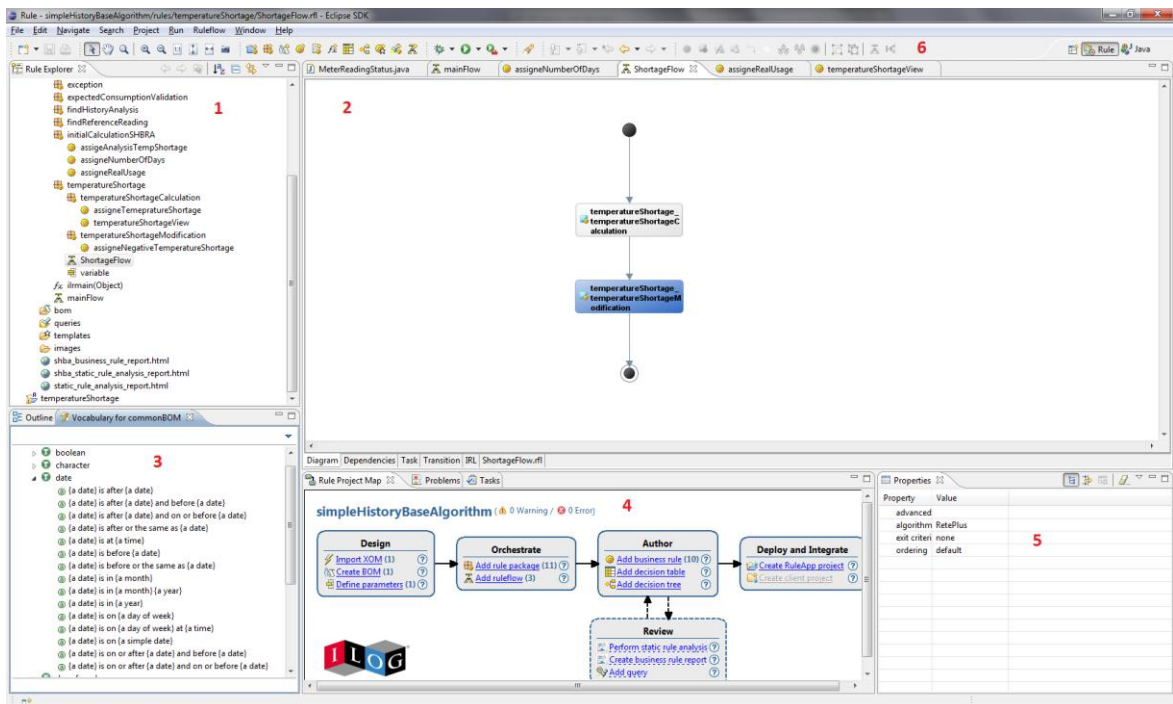 Rule - simpleHistoryBaseAlgorithm/rules/temperatureShortage/ShortageFlow.rfl - Eclipse SDK
File Edit Navigate Search Project Run Ruleflow Window Help
6
Rule Java
Rule Explorer
1
exception
expectedConsumptionValidation
findHistoryAnalysis
findReferenceReading
initialCalculationSHBRA
assigeAnalysisTempShortage
assigneNumberOfDays
assigneRealUsage
temperatureShortage
temperatureShortageCalculation
assigneTemepratureShortage
temperatureShortageView
temperatureShortageModification
assigneNegativeTemperatureShortage
ShortageFlow
variable
ilrmain(Object)
mainFlow
bom
queries
templates
images
shba_business_rule_report.html
shba_static_rule_analysis_report.html
static_rule_analysis_report.html
temperatureShortage
MeterReadingStatus.java mainFlow assigneNumberOfDays ShortageFlow assigneRealUsage temperatureShortageView
2
temperatureShortage_
temperatureShortageC
alculation
temperatureShortage_
temperatureShortageM
odification
Diagram Dependencies Task Transition IRL ShortageFlow.rfl
Outline Vocabulary for commonBOM
3
boolean
character
date
{a date} is after {a date}
{a date} is after {a date} and before {a date}
{a date} is after {a date} and on or before {a date}
{a date} is after or the same as {a date}
{a date} is at {a time}
{a date} is before {a date}
{a date} is before or the same as {a date}
{a date} is in {a month}
{a date} is in {a month} {a year}
{a date} is in {a year}
{a date} is on {a day of week}
{a date} is on {a day of week} at {a time}
{a date} is on {a simple date}
{a date} is on or after {a date} and before {a date}
{a date} is on or after {a date} and on or before {a date}
Rule Project Map Problems Tasks
simpleHistoryBaseAlgorithm ( 0 Warning / 0 Error)
4
Design
Import XOM (1)
Create BOM (1)
Define parameters (1)
Orchestrate
Add rule package (11)
Add ruleflow (3)
Author
Add business rule (10)
Add decision table
Add decision tree
Deploy and Integrate
Create RuleApp project
Create client project
Review
Perform static rule analysis
Create business rule report
Add query
ILOG
Properties
Property Value
advanced
algorithm RetePlus
exit criteri none
ordering default
5